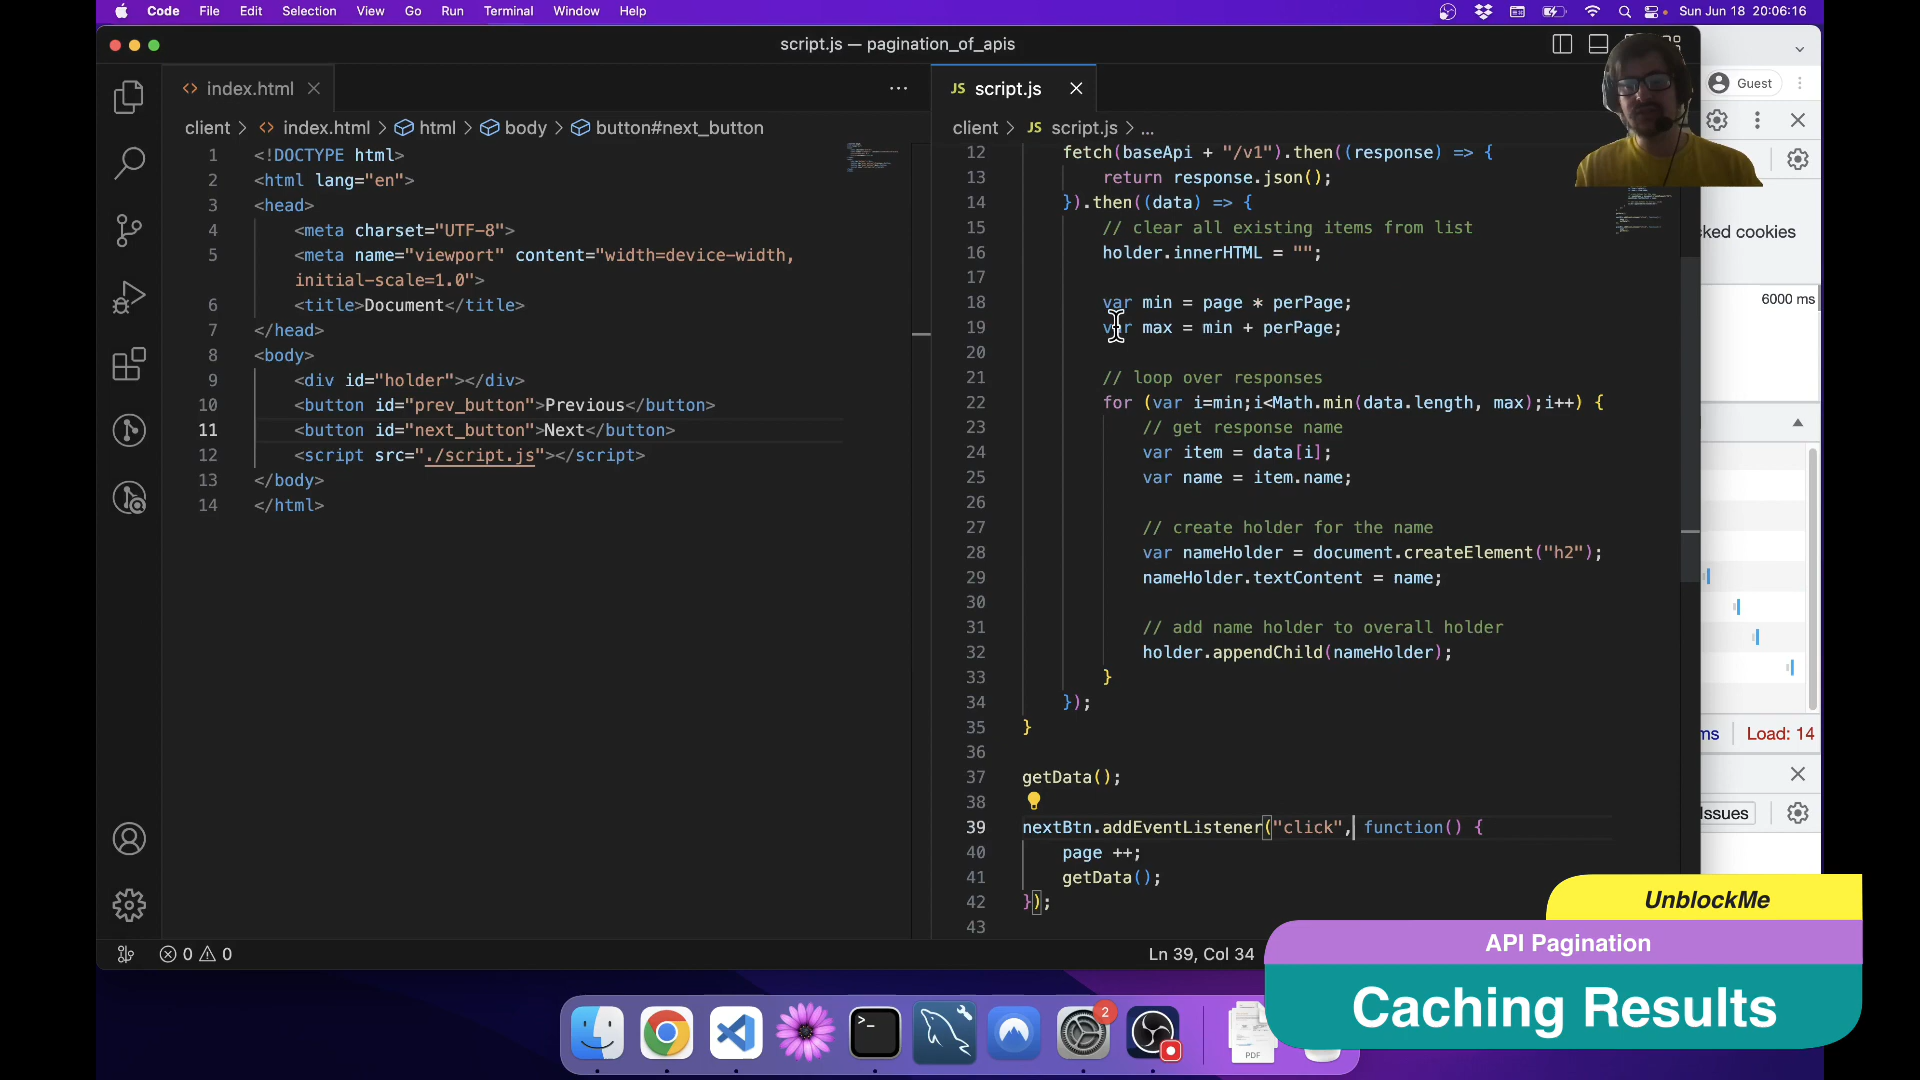 Code File Edit Selection View Go Run Terminal Window Help
Sun Jun 18 20:06:16
script.js — pagination_of_apis
index.html
client > index.html > html > body > button#next_button
1 <!DOCTYPE html>
2 <html lang="en">
3 <head>
4 <meta charset="UTF-8">
5 <meta name="viewport" content="width=device-width,
initial-scale=1.0">
6 <title>Document</title>
7 </head>
8 <body>
9 <div id="holder"></div>
10 <button id="prev_button">Previous</button>
11 <button id="next_button">Next</button>
12 <script src="./script.js"></script>
13 </body>
14 </html>
JS script.js
client > JS script.js > ...
12 fetch(baseApi + "/v1").then((response) => {
13 return response.json();
14 }).then((data) => {
15 // clear all existing items from list
16 holder.innerHTML = "";
17
18 var min = page * perPage;
19 var max = min + perPage;
20
21 // loop over responses
22 for (var i=min;i<Math.min(data.length, max);i++) {
23 // get response name
24 var item = data[i];
25 var name = item.name;
26
27 // create holder for the name
28 var nameHolder = document.createElement("h2");
29 nameHolder.textContent = name;
30
31 // add name holder to overall holder
32 holder.appendChild(nameHolder);
33 }
34 });
35 }
36
37 getData();
38
39 nextBtn.addEventListener("click", function() {
40 page ++;
41 getData();
42 });
43
0 0
Ln 39, Col 34
Guest
cked cookies
6000 ms
ms
Load: 14
Issues
2
PDF
UnblockMe
API Pagination
Caching Results